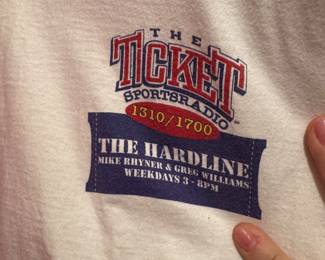 THE
TICKET
SPORTSRADIO
1310/1700
THE HARDLINE
MIKE RHYNER & GREG WILLIAMS
WEEKDAYS 3 - 8PM